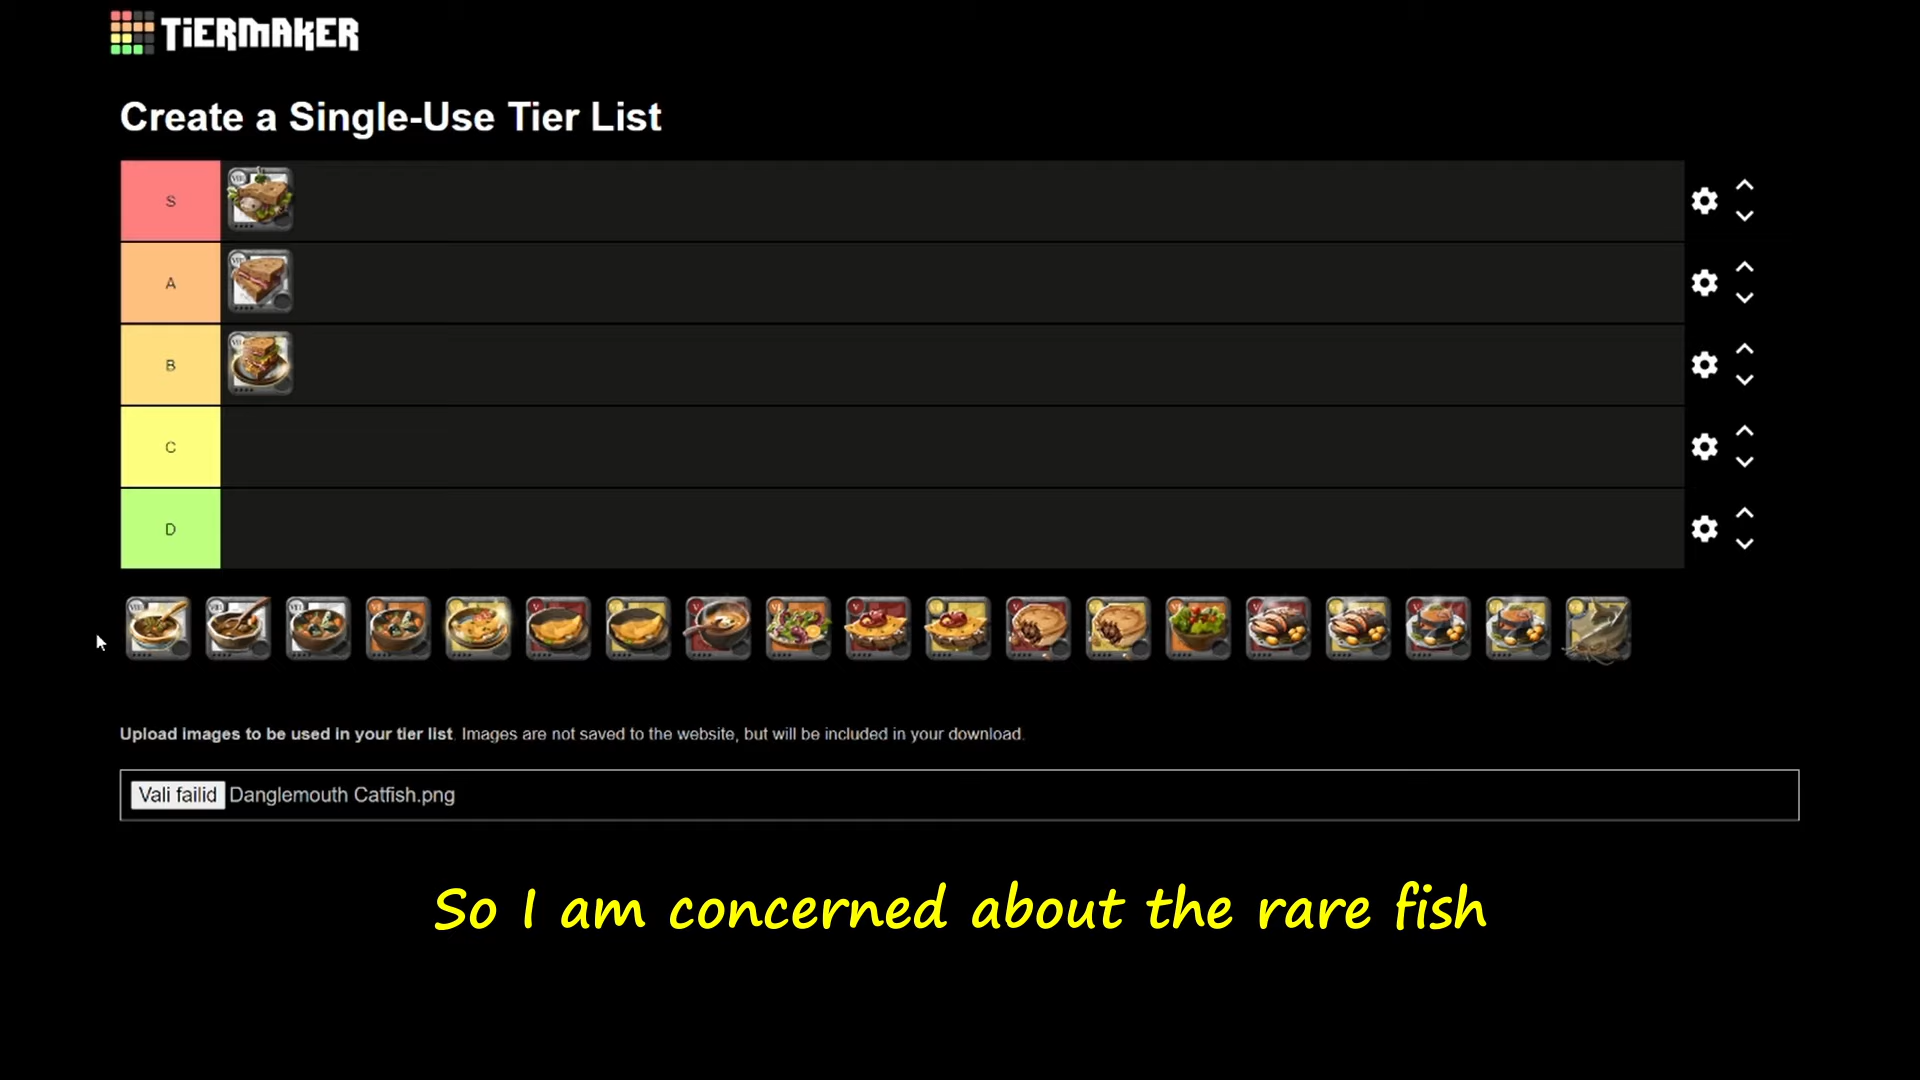 TiERMAKER
Create a Single-Use Tier List
S
A
B
C
D
Upload images to be used in your tier list. Images are not saved to the website, but will be included in your download.
Vali failid Danglemouth Catfish.png
So I am concerned about the rare fish